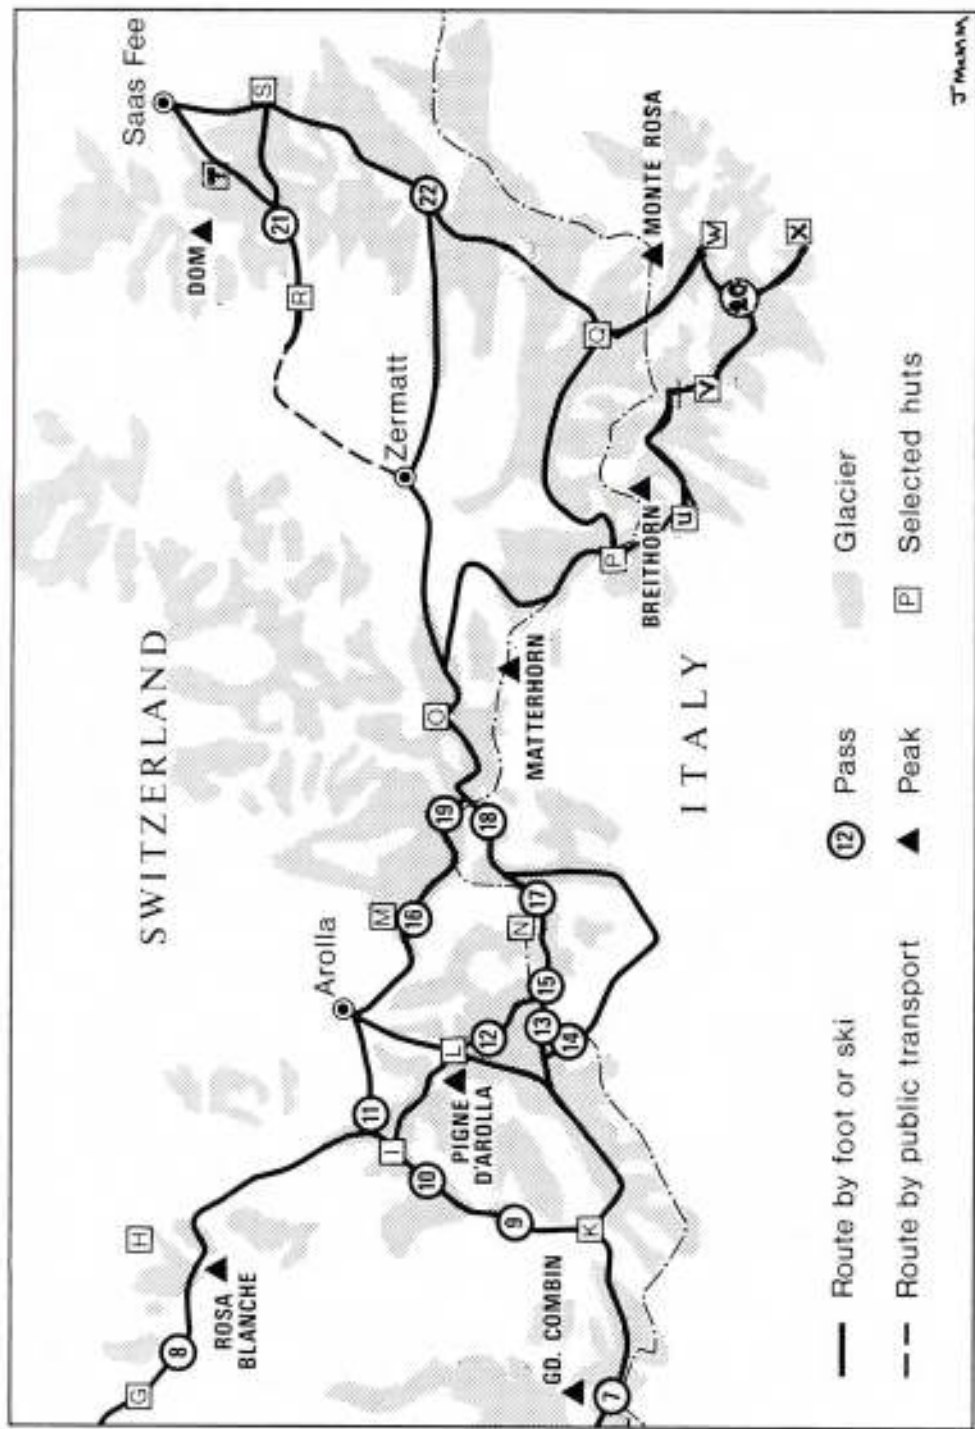 Saas Fee
G
H
SWITZERLAND
8
DOM
T
ROSA
BLANCHE
S
21
R
Arolla
11
M
I
Zermatt
16
10
22
O
19
L
PIGNE
D'AROLLA
18
12
9
N
MATTERHORN
17
15
13
14
GD. COMBIN
K
Q
7
P
BREITHORN
MONTE ROSA
U
ITALY
V
W
20
X
Route by foot or ski
12 Pass
Glacier
Route by public transport
Peak
P Selected huts